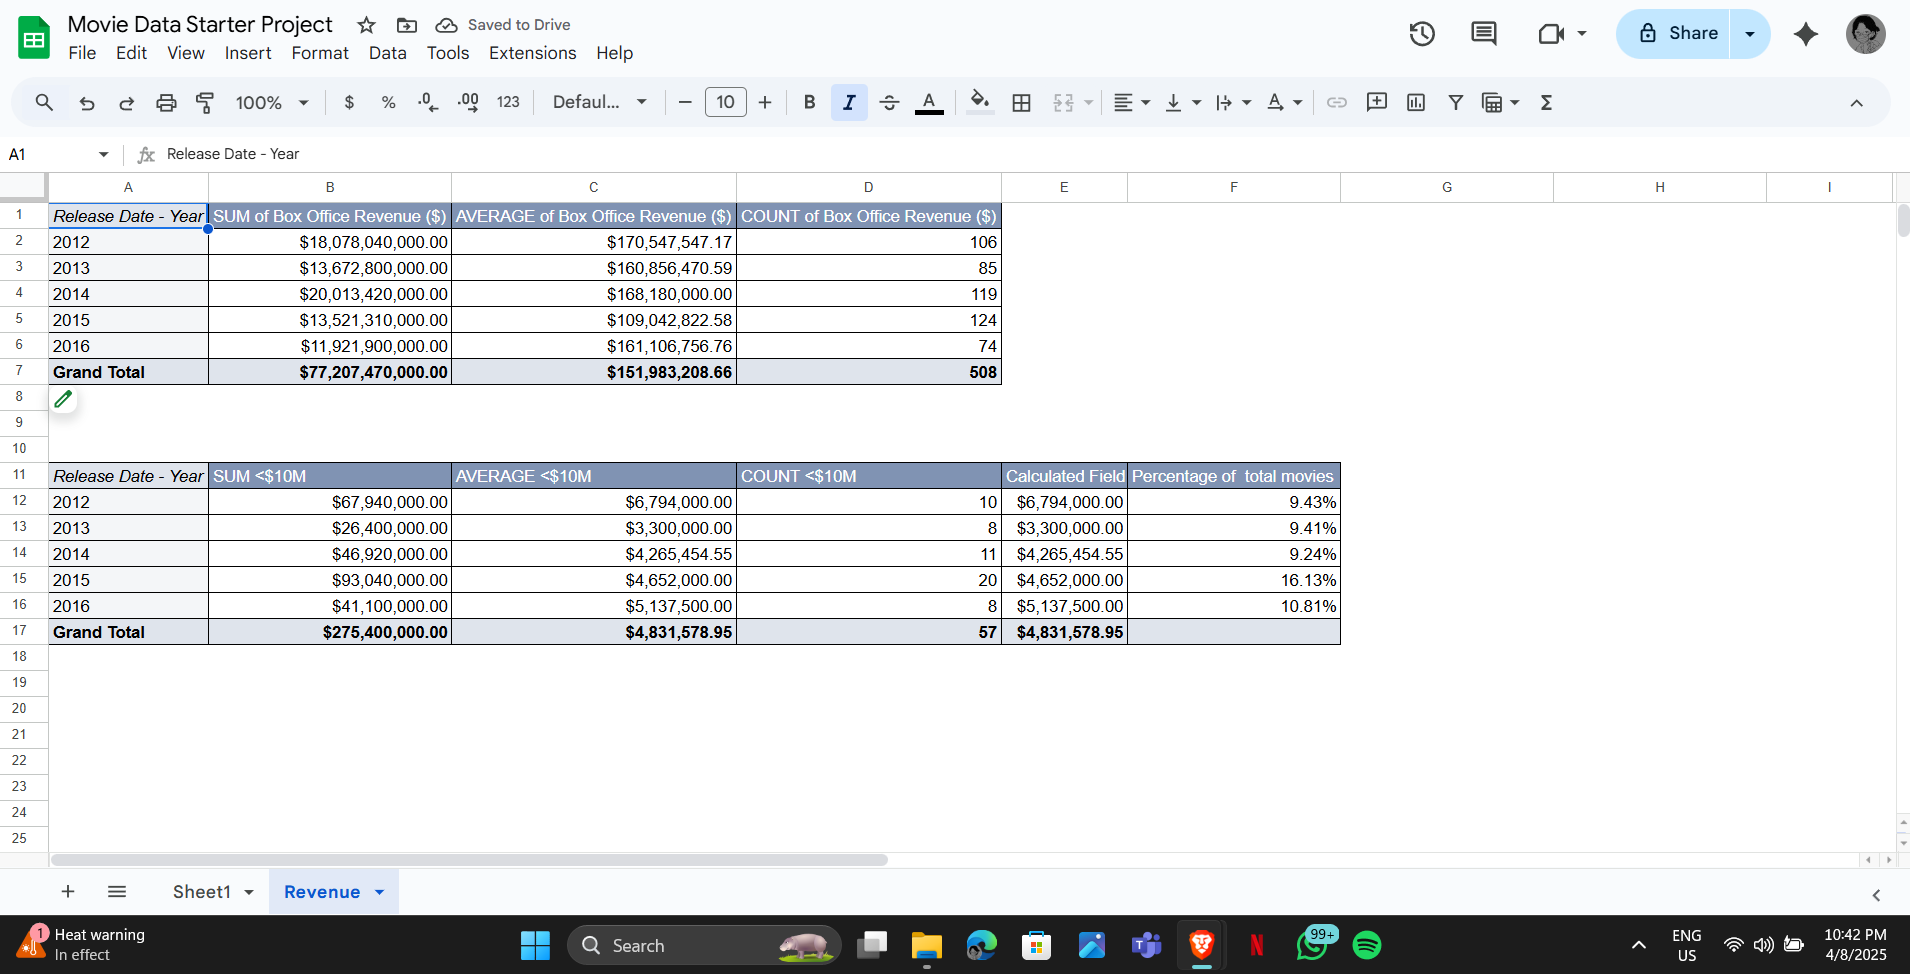 Movie Data Starter Project Saved to Drive
File Edit View Insert Format Data Tools Extensions Help
Share
100% $ % .0 .00 123 Defaul... 10 B I A
A1 fx Release Date - Year
A B C D E F G H I
1 Release Date - Year SUM of Box Office Revenue ($) AVERAGE of Box Office Revenue ($) COUNT of Box Office Revenue ($)
2 2012 $18,078,040,000.00 $170,547,547.17 106
3 2013 $13,672,800,000.00 $160,856,470.59 85
4 2014 $20,013,420,000.00 $168,180,000.00 119
5 2015 $13,521,310,000.00 $109,042,822.58 124
6 2016 $11,921,900,000.00 $161,106,756.76 74
7 Grand Total $77,207,470,000.00 $151,983,208.66 508
8
9
10
11 Release Date - Year SUM <$10M AVERAGE <$10M COUNT <$10M Calculated Field Percentage of  total movies
12 2012 $67,940,000.00 $6,794,000.00 10 $6,794,000.00 9.43%
13 2013 $26,400,000.00 $3,300,000.00 8 $3,300,000.00 9.41%
14 2014 $46,920,000.00 $4,265,454.55 11 $4,265,454.55 9.24%
15 2015 $93,040,000.00 $4,652,000.00 20 $4,652,000.00 16.13%
16 2016 $41,100,000.00 $5,137,500.00 8 $5,137,500.00 10.81%
17 Grand Total $275,400,000.00 $4,831,578.95 57 $4,831,578.95
18
19
20
21
22
23
24
25
Sheet1 Revenue
1 Heat warning
In effect
Search
99+
ENG
US
10:42 PM
4/8/2025